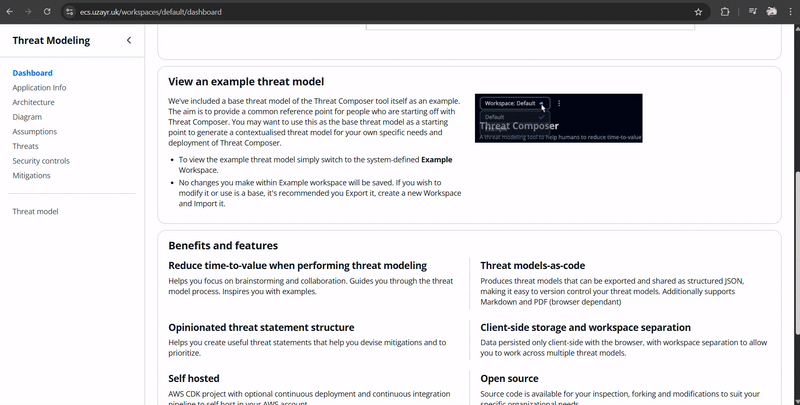 ecs.uzayr.uk/workspaces/default/dashboard
Threat Modeling
Dashboard
Application Info
Architecture
Diagram
Assumptions
Threats
Security controls
Mitigations
Threat model
View an example threat model
We've included a base threat model of the Threat Composer tool itself as an example.
The aim is to provide a common reference point for people who are starting off with
Threat Composer. You may want to use this as the base threat model as a starting
point to generate a contextualised threat model for your own specific needs and
deployment of Threat Composer.
• To view the example threat model simply switch to the system-defined Example
Workspace.
• No changes you make within Example workspace will be saved. If you wish to
modify it or use is a base, it's recommended you Export it, create a new Workspace
and Import it.
Workspace: Default
Default
Threat Composer
A threat modeling tool to help humans to reduce time-to-value
Benefits and features
Reduce time-to-value when performing threat modeling
Helps you focus on brainstorming and collaboration. Guides you through the threat
model process. Inspires you with examples.
Threat models-as-code
Produces threat models that can be exported and shared as structured JSON,
making it easy to version control your threat models. Additionally supports
Markdown and PDF (browser dependant)
Opinionated threat statement structure
Helps you create useful threat statements that help you devise mitigations and to
prioritize.
Client-side storage and workspace separation
Data persisted only client-side with the browser, with workspace separation to allow
you to work across multiple threat models.
Self hosted
AWS CDK project with optional continuous deployment and continuous integration
pipeline to self host in your AWS account.
Open source
Source code is available for your inspection, forking and modifications to suit your
specific organizational needs.